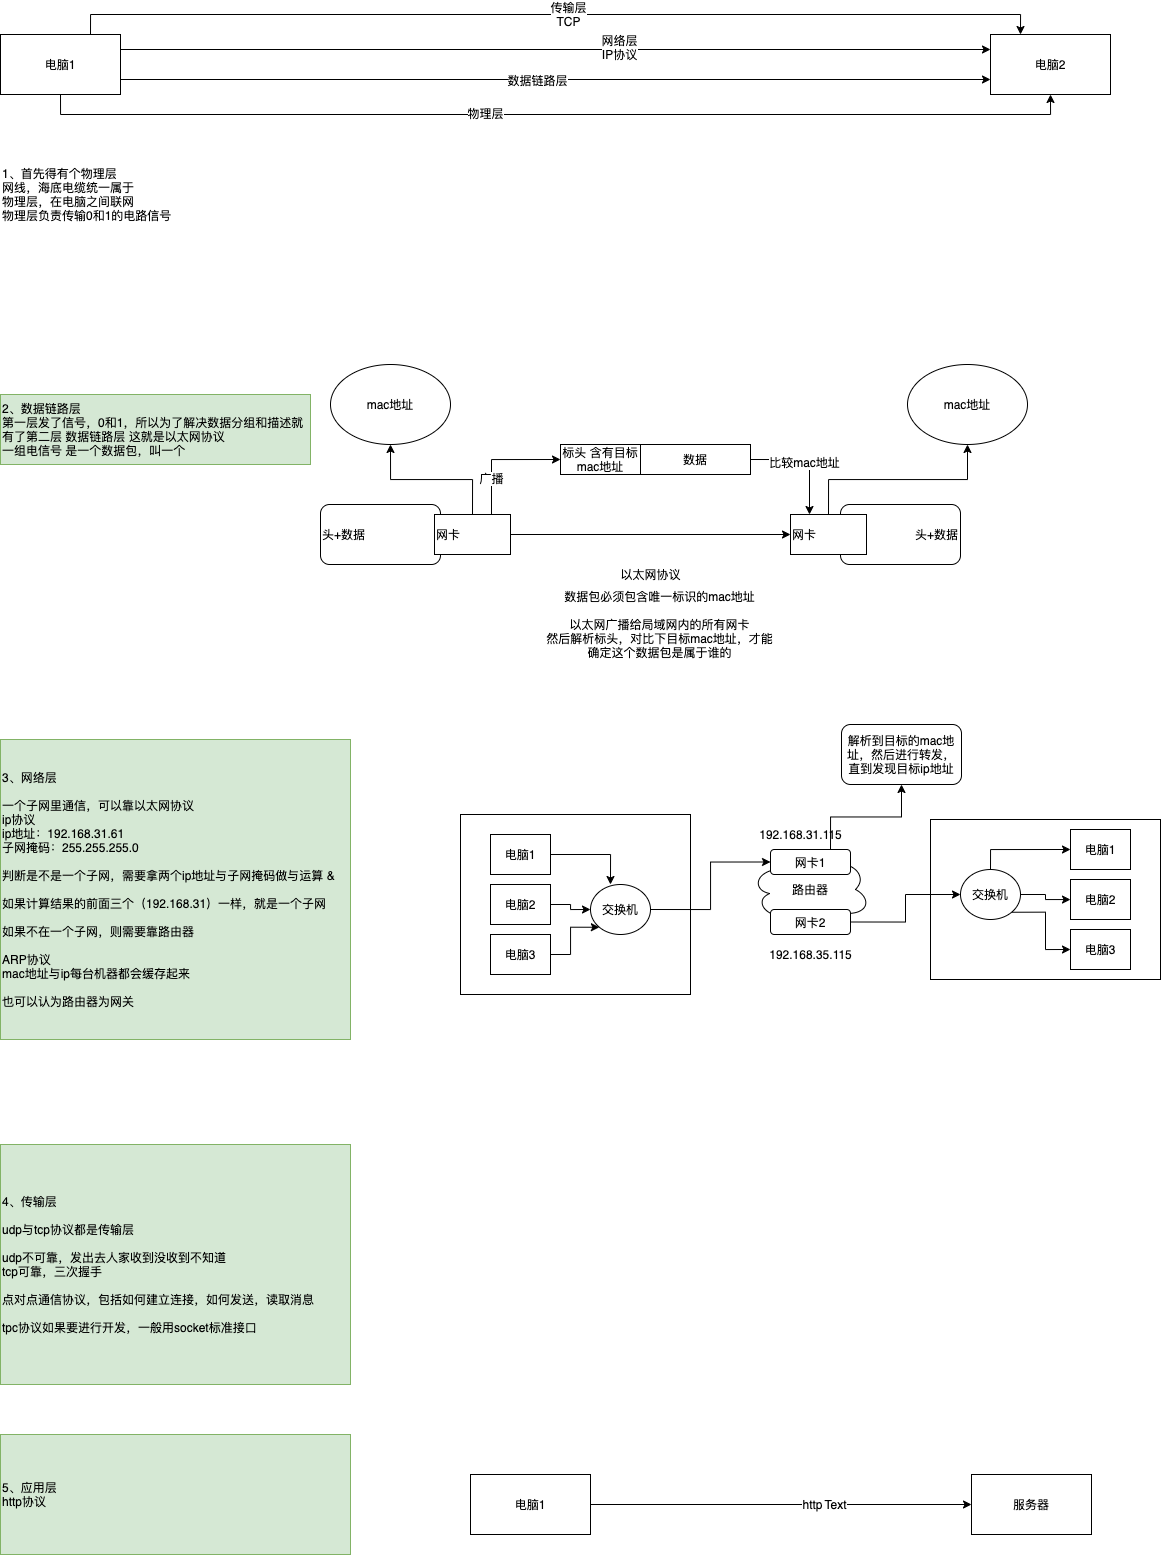 传输层
TCP
网络层
IP协议
电脑1
电脑2
数据链路层
物理层
1、首先得有个物理层
网线，海底电缆统一属于
物理层，在电脑之间联网
物理层负责传输0和1的电路信号
2、数据链路层
第一层发了信号，0和1，所以为了解决数据分组和描述就
有了第二层 数据链路层 这就是以太网协议
一组电信号 是一个数据包，叫一个
mac地址
mac地址
标头 含有目标
mac地址
数据
比较mac地址
广播
头+数据
网卡
网卡
头+数据
以太网协议
数据包必须包含唯一标识的mac地址
以太网广播给局域网内的所有网卡
然后解析标头，对比下目标mac地址，才能
确定这个数据包是属于谁的
3、网络层
一个子网里通信，可以靠以太网协议
ip协议
ip地址：192.168.31.61
子网掩码：255.255.255.0
判断是不是一个子网，需要拿两个ip地址与子网掩码做与运算 &
如果计算结果的前面三个（192.168.31）一样，就是一个子网
如果不在一个子网，则需要靠路由器
ARP协议
mac地址与ip每台机器都会缓存起来
也可以认为路由器为网关
解析到目标的mac地
址，然后进行转发，
直到发现目标ip地址
电脑1
电脑2
电脑3
交换机
192.168.31.115
网卡1
路由器
网卡2
192.168.35.115
交换机
电脑1
电脑2
电脑3
4、传输层
udp与tcp协议都是传输层
udp不可靠，发出去人家收到没收到不知道
tcp可靠，三次握手
点对点通信协议，包括如何建立连接，如何发送，读取消息
tpc协议如果要进行开发，一般用socket标准接口
5、应用层
http协议
电脑1
http Text
服务器